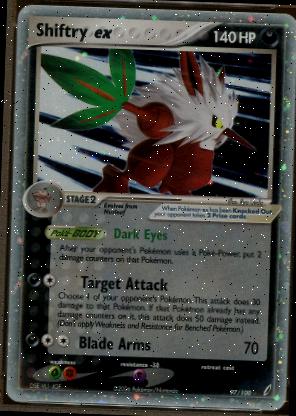 Shiftry ex 140 HP
STAGE 2
Evolves from Nuzleaf
When Pokémon-ex has been Knocked Out
your opponent takes 2 Prize cards
Poké-BODY Dark Eyes
After your opponent's Pokémon uses a Poké-Power, put 2
damage counters on that Pokémon.
Target Attack
Choose 1 of your opponent's Pokémon. This attack does 30
damage to that Pokémon. If that Pokémon already has any
damage counters on it, this attack does 50 damage instead.
(Don't apply Weakness and Resistance for Benched Pokémon.)
Blade Arms 70
weakness resistance -30 retreat cost
97/100